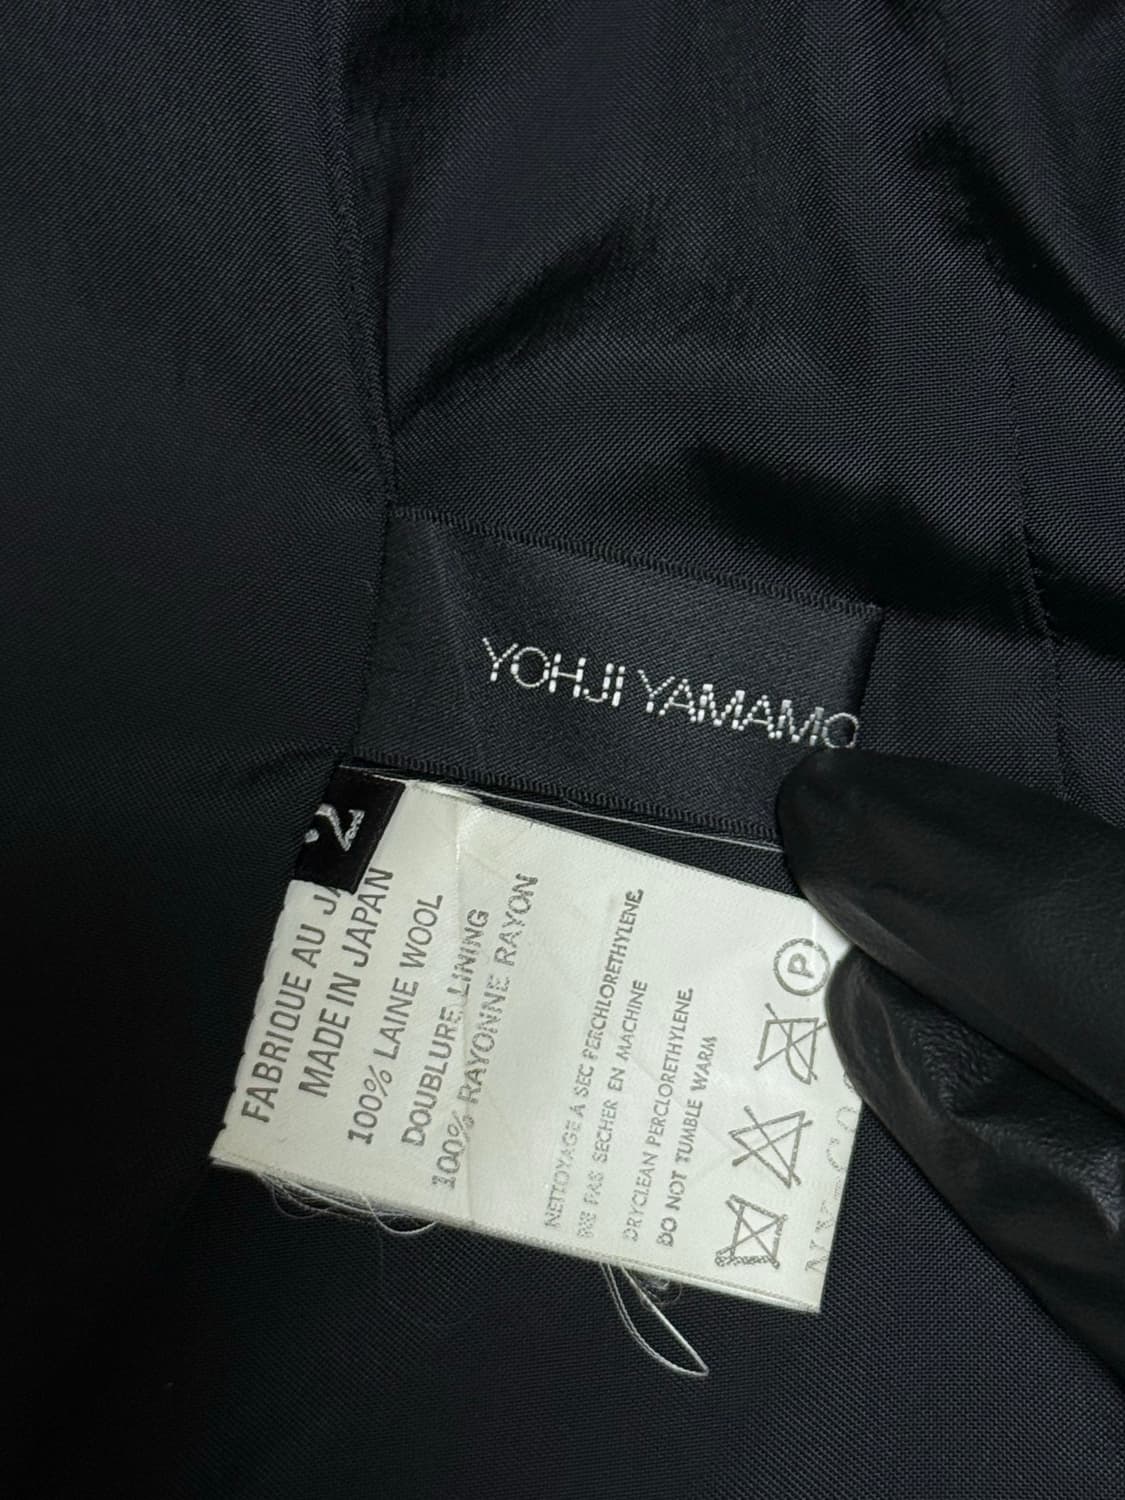 YOHJI YAMAMO
2
FABRIQUE AU JA
MADE IN JAPAN
100% LAINE WOOL
DOUBLURE LINING
100% RAYONNE RAYON
NETTOYAGE A SEC PERCHLORETHYLENE.
NE PAS SECHER EN MACHINE
DRYCLEAN PERCLORETHYLENE.
DO NOT TUMBLE WARM
P